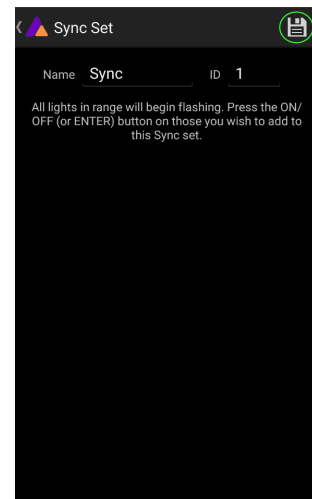 Sync Set
Name Sync ID 1
All lights in range will begin flashing. Press the ON/
OFF (or ENTER) button on those you wish to add to
this Sync set.